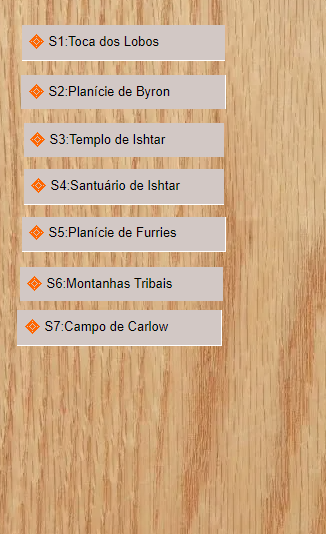 S1:Toca dos Lobos
S2:Planície de Byron
S3:Templo de Ishtar
S4:Santuário de Ishtar
S5:Planície de Furries
S6:Montanhas Tribais
S7:Campo de Carlow